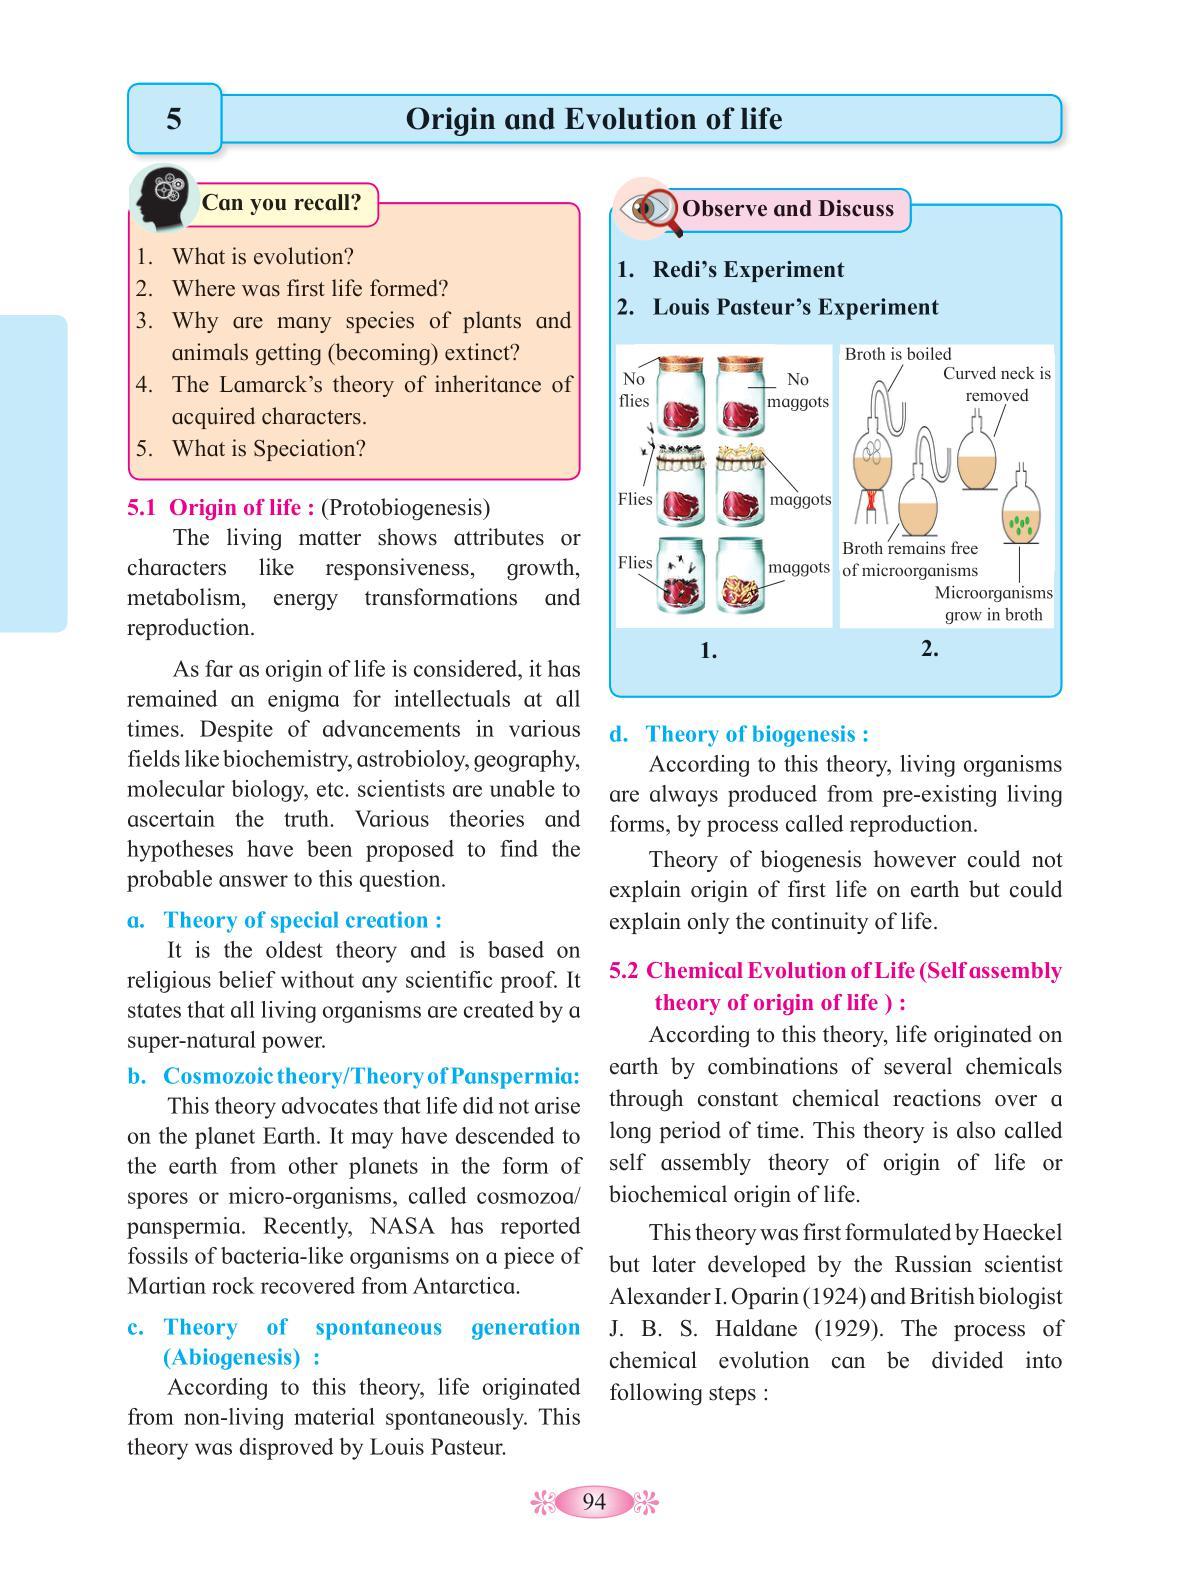 5
Origin and Evolution of life
Can you recall?
1. What is evolution?
2. Where was first life formed?
3. Why are many species of plants and
animals getting (becoming) extinct?
4. The Lamarck's theory of inheritance of
acquired characters.
5. What is Speciation?
5.1 Origin of life : (Protobiogenesis)
The living matter shows attributes or
characters like responsiveness, growth,
metabolism, energy transformations and
reproduction.
As far as origin of life is considered, it has
remained an enigma for intellectuals at all
times. Despite of advancements in various
fields like biochemistry, astrobioloy, geography,
molecular biology, etc. scientists are unable to
ascertain the truth. Various theories and
hypotheses have been proposed to find the
probable answer to this question.
a. Theory of special creation :
It is the oldest theory and is based on
religious belief without any scientific proof. It
states that all living organisms are created by a
super-natural power.
b. Cosmozoic theory/Theory of Panspermia:
This theory advocates that life did not arise
on the planet Earth. It may have descended to
the earth from other planets in the form of
spores or micro-organisms, called cosmozoa/
panspermia. Recently, NASA has reported
fossils of bacteria-like organisms on a piece of
Martian rock recovered from Antarctica.
c. Theory of spontaneous generation
(Abiogenesis) :
According to this theory, life originated
from non-living material spontaneously. This
theory was disproved by Louis Pasteur.
Observe and Discuss
1. Redi's Experiment
2. Louis Pasteur's Experiment
No
flies
No
maggots
Flies
maggots
Flies
maggots
1.
Broth is boiled
Curved neck is
removed
Broth remains free
of microorganisms
Microorganisms
grow in broth
2.
d. Theory of biogenesis :
According to this theory, living organisms
are always produced from pre-existing living
forms, by process called reproduction.
Theory of biogenesis however could not
explain origin of first life on earth but could
explain only the continuity of life.
5.2 Chemical Evolution of Life (Self assembly
theory of origin of life ) :
According to this theory, life originated on
earth by combinations of several chemicals
through constant chemical reactions over a
long period of time. This theory is also called
self assembly theory of origin of life or
biochemical origin of life.
This theory was first formulated by Haeckel
but later developed by the Russian scientist
Alexander I. Oparin (1924) and British biologist
J. B. S. Haldane (1929). The process of
chemical evolution can be divided into
following steps :
94